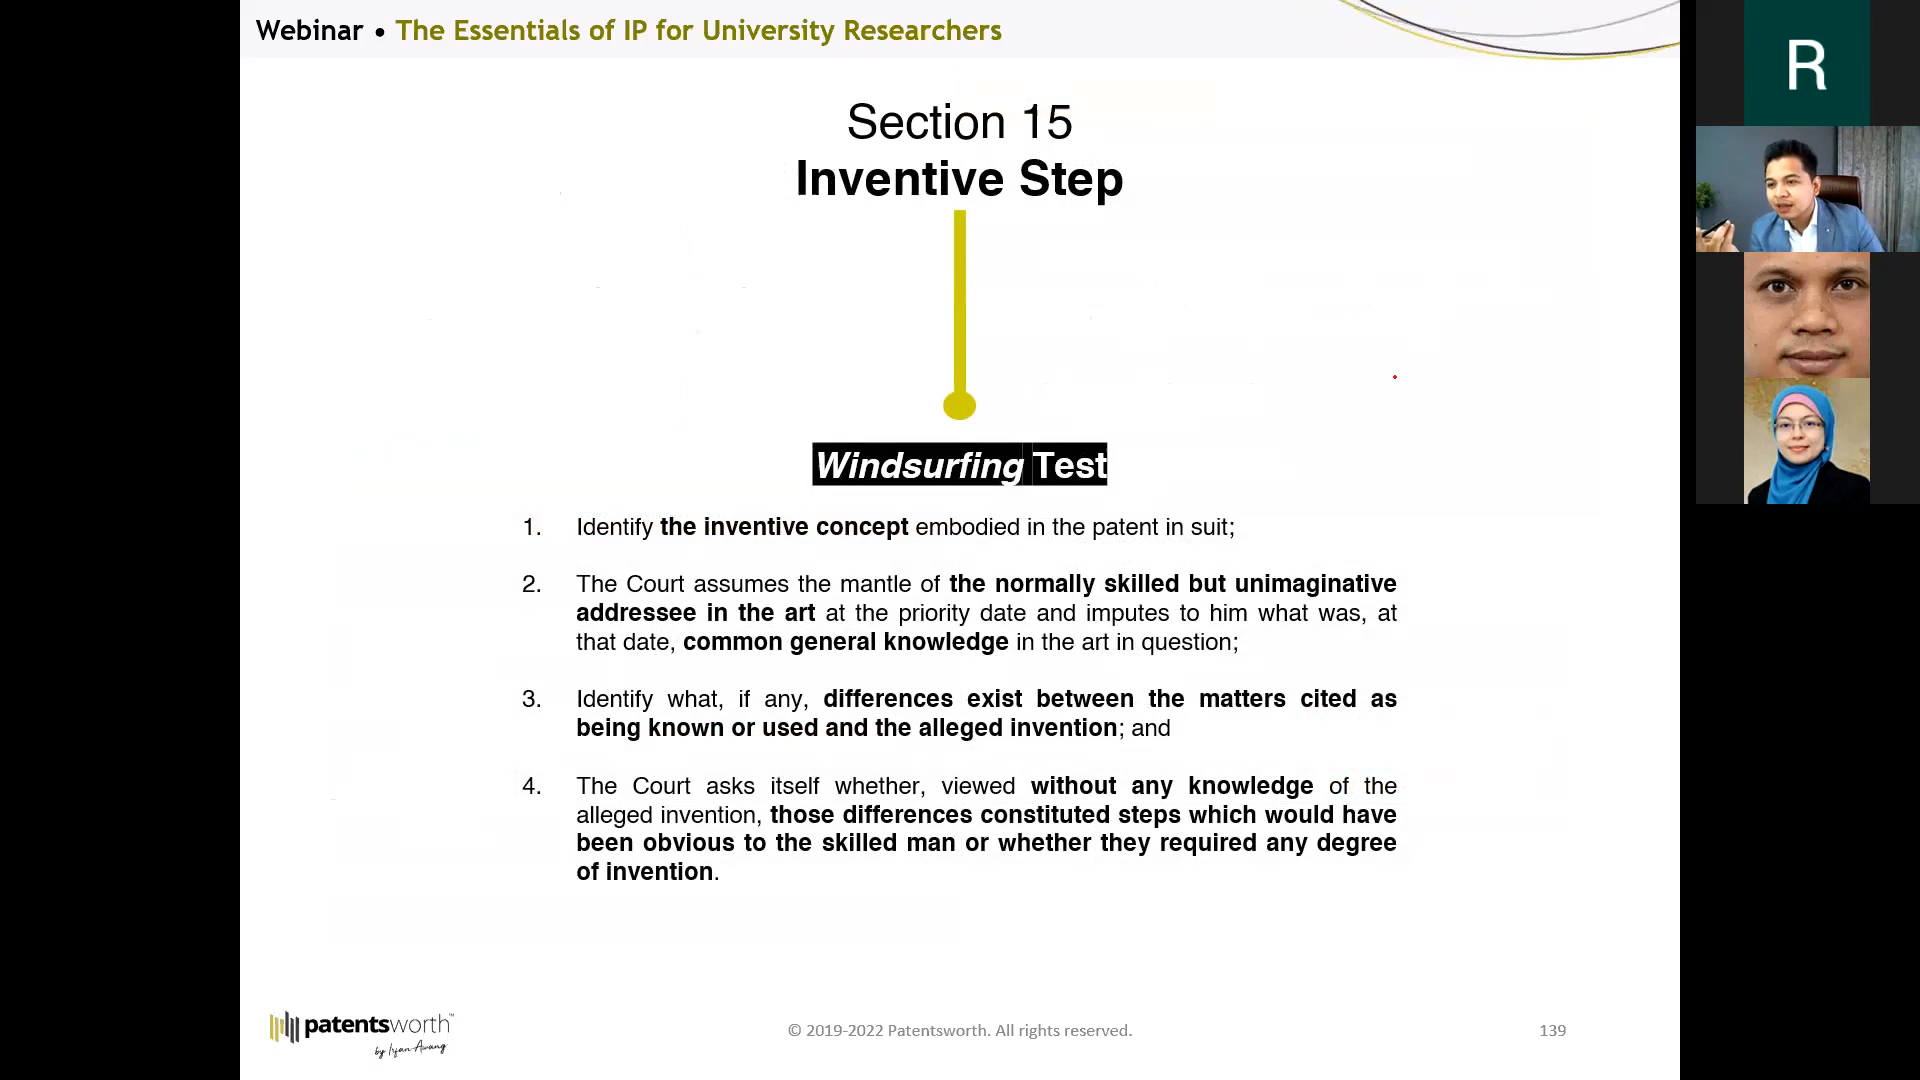 Webinar • The Essentials of IP for University Researchers
R
Section 15
Inventive Step
Windsurfing Test
1. Identify the inventive concept embodied in the patent in suit;
2. The Court assumes the mantle of the normally skilled but unimaginative
addressee in the art at the priority date and imputes to him what was, at
that date, common general knowledge in the art in question;
3. Identify what, if any, differences exist between the matters cited as
being known or used and the alleged invention; and
4. The Court asks itself whether, viewed without any knowledge of the
alleged invention, those differences constituted steps which would have
been obvious to the skilled man or whether they required any degree
of invention.
patentsworth™
by Irfan Awang
© 2019-2022 Patentsworth. All rights reserved.
139